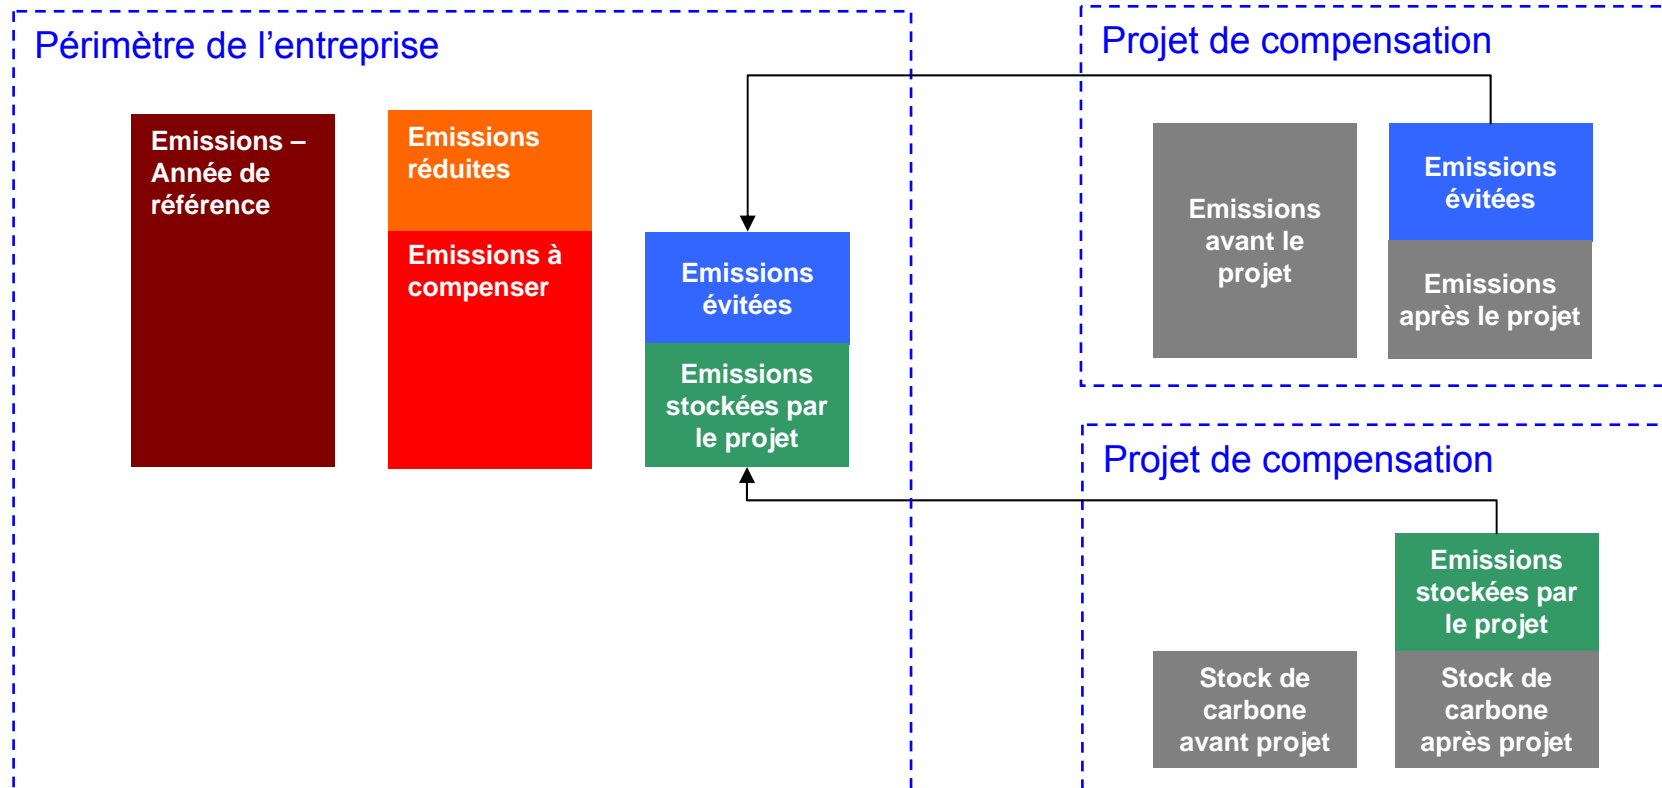 Périmètre de l’entreprise
Emissions –
Année de
référence
Emissions
réduites
Emissions à
compenser
Emissions
évitées
Emissions
stockées par
le projet
Projet de compensation
Emissions
avant le
projet
Emissions
évitées
Emissions
après le projet
Projet de compensation
Emissions
stockées par
le projet
Stock de
carbone
avant projet
Stock de
carbone
après projet